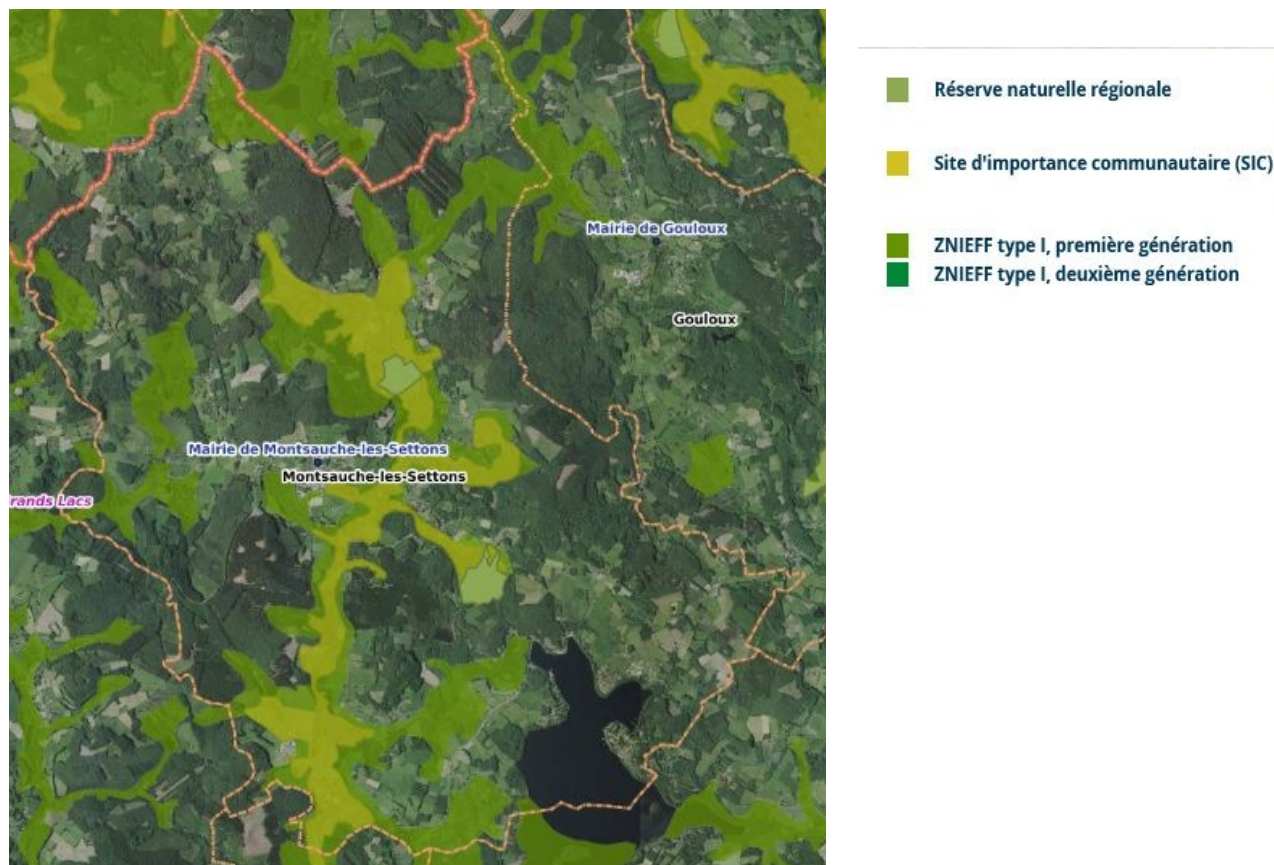 Réserve naturelle régionale
Site d'importance communautaire (SIC)
Mairie de Gouloux
ZNIEFF type I, première génération
ZNIEFF type I, deuxième génération
Gouloux
Mairie de Montsauche-les-Settons
Montsauche-les-Settons
rands Lacs